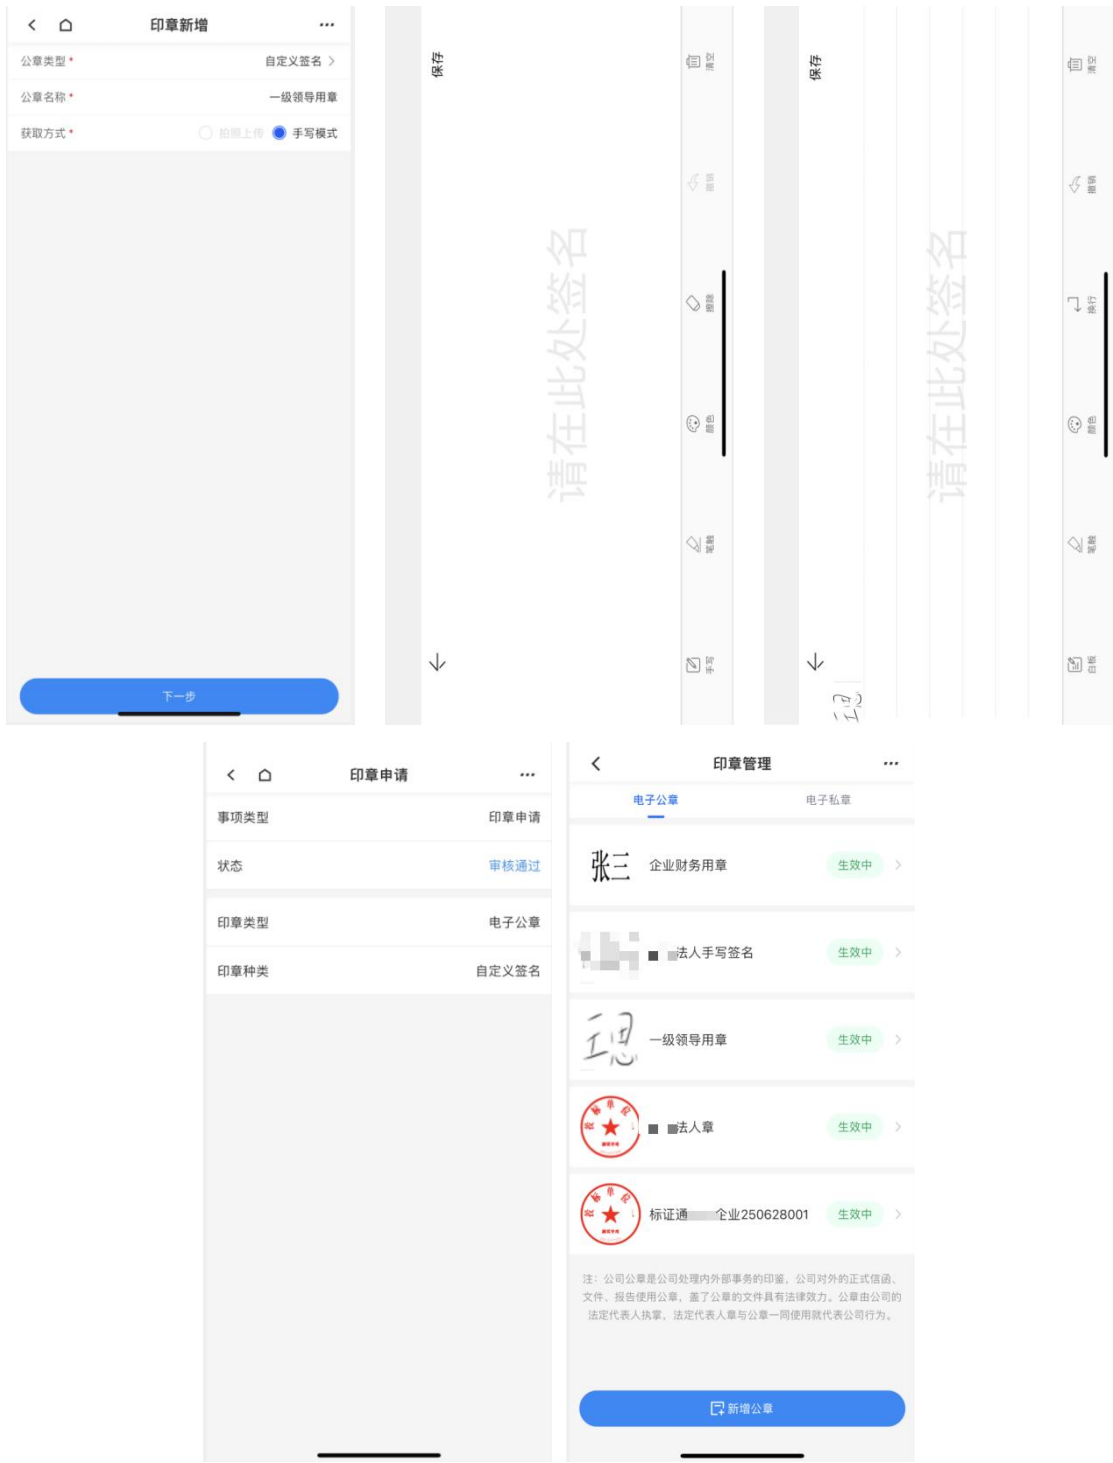 印章新增
公章类型*
自定义签名
公章名称*
一级领导用章
获取方式*
拍照上传
手写模式
下一步
保存
请在此处签名
清空
撤销
擦除
颜色
笔触
手写
保存
请在此处签名
清空
撤销
换行
颜色
笔触
白板
印章申请
事项类型
印章申请
状态
审核通过
印章类型
电子公章
印章种类
自定义签名
印章管理
电子公章
电子私章
张三
企业财务用章
生效中
法人手写签名
生效中
一级领导用章
生效中
法人章
生效中
标证通 企业250628001
生效中
注：公司公章是公司处理内外部事务的印鉴，公司对外的正式信函、
文件、报告使用公章，盖了公章的文件具有法律效力。公章由公司的
法定代表人执掌，法定代表人章与公章一同使用就代表公司行为。
新增公章